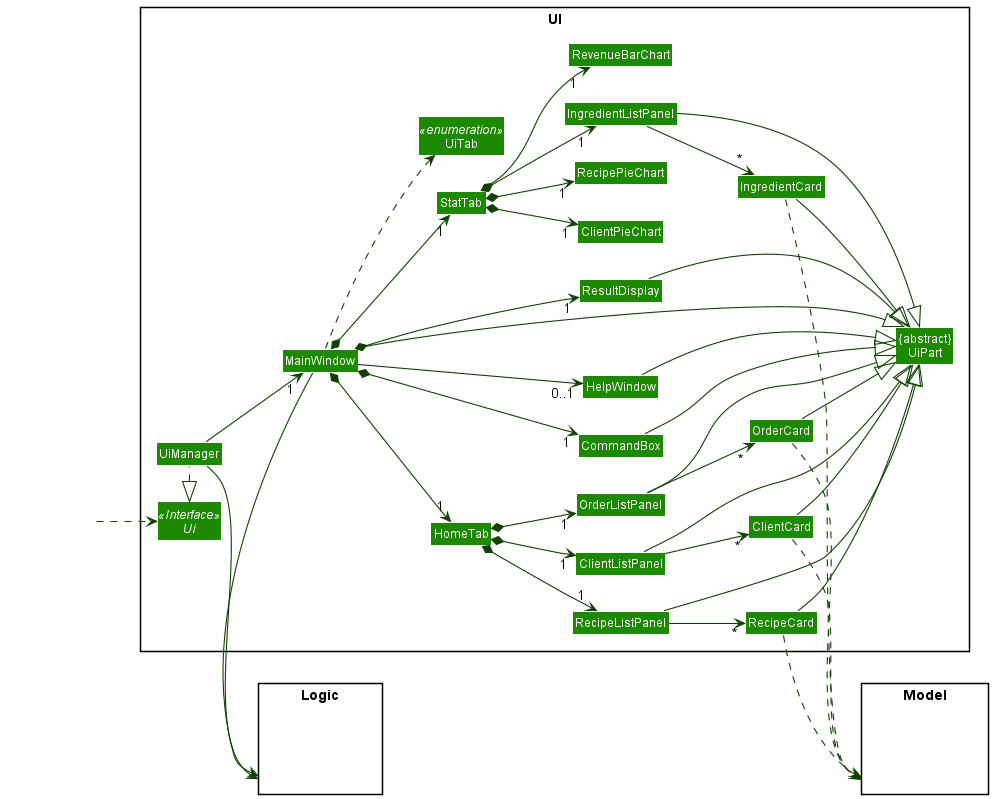 UI
RevenueBarChart
1
IngredientListPanel
«enumeration»
UiTab
1
*
RecipePieChart
IngredientCard
1
StatTab
1
ClientPieChart
1
ResultDisplay
1
{abstract}
UiPart
MainWindow
1
HelpWindow
0..1
OrderCard
CommandBox
1
UiManager
*
1
OrderListPanel
«Interface»
Ui
1
ClientCard
HomeTab
*
1
ClientListPanel
1
RecipeListPanel
RecipeCard
*
Logic
Model